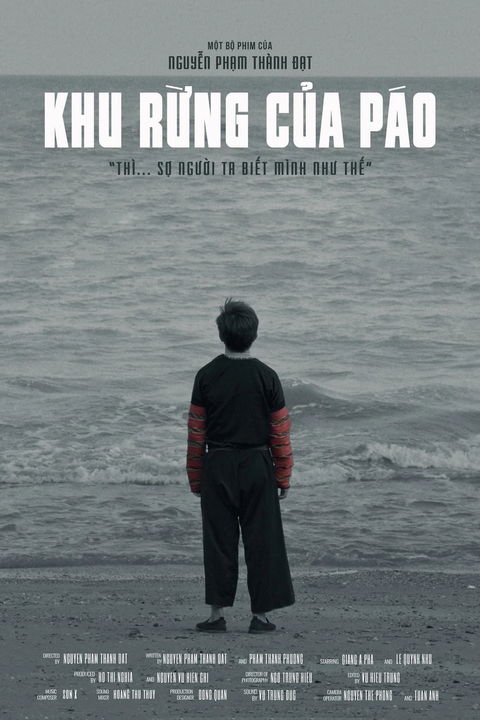 MỘT BỘ PHIM CỦA
NGUYỄN PHẠM THÀNH ĐẠT
KHU RỪNG CỦA PÁO
"THÌ... SỢ NGƯỜI TA BIẾT MÌNH NHƯ THẾ"
DIRECTED BY NGUYEN PHAM THANH DAT WRITTEN BY NGUYEN PHAM THANH DAT AND PHAM THANH PHUONG STARRING GIANG A PHA AND LE QUYNH NHU
PRODUCED BY HO THI NGHIA AND NGUYEN VU HIEN CHI DIRECTOR OF PHOTOGRAPHY NGO TRUNG HIEU EDITED BY VU HIEU TRUNG
MUSIC COMPOSER SON X SOUND MIXER HOANG THU THUY PRODUCTION DESIGNER DONG QUAN SOUND BY VU TRUNG DUC CAMERA OPERATOR NGUYEN THE PHONG AND TUAN ANH